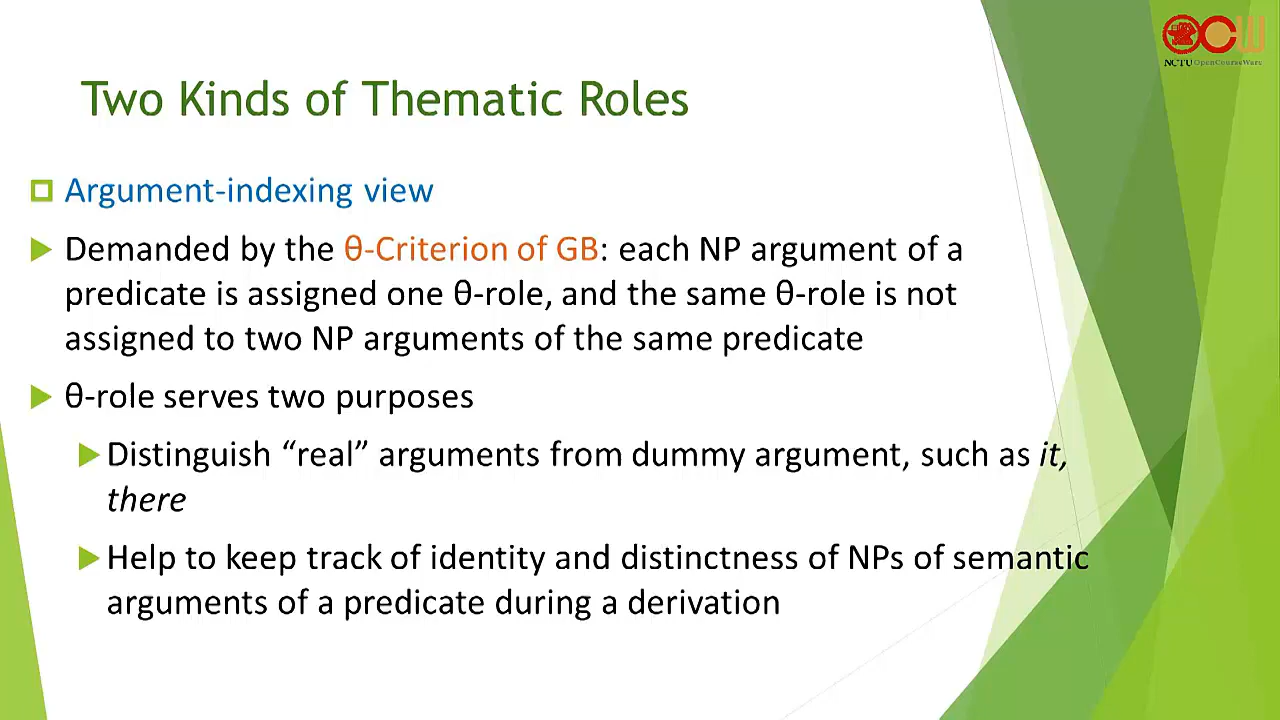 OCW
NCTU OpenCourseWare
Two Kinds of Thematic Roles
Argument-indexing view
Demanded by the θ-Criterion of GB: each NP argument of a
predicate is assigned one θ-role, and the same θ-role is not
assigned to two NP arguments of the same predicate
θ-role serves two purposes
Distinguish “real” arguments from dummy argument, such as it,
there
Help to keep track of identity and distinctness of NPs of semantic
arguments of a predicate during a derivation